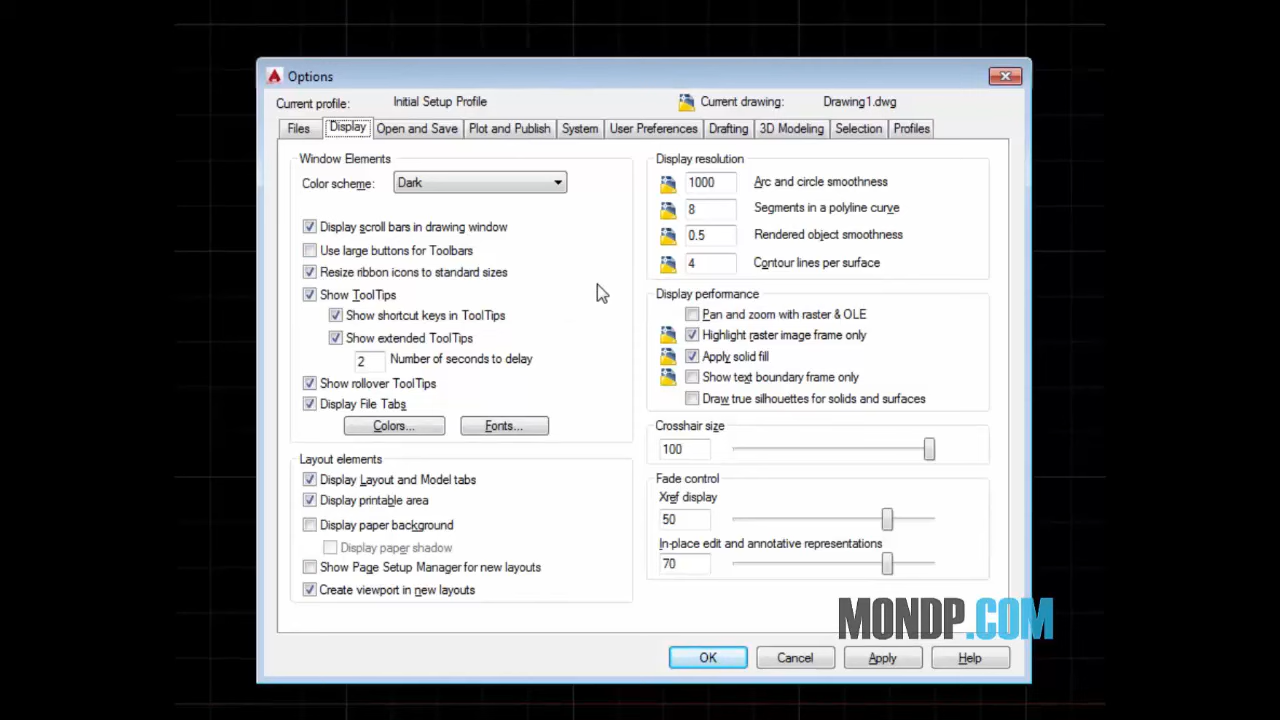 Options
Current profile: Initial Setup Profile Current drawing: Drawing1.dwg
Files Display Open and Save Plot and Publish System User Preferences Drafting 3D Modeling Selection Profiles
Window Elements
Color scheme: Dark
Display scroll bars in drawing window
Use large buttons for Toolbars
Resize ribbon icons to standard sizes
Show ToolTips
Show shortcut keys in ToolTips
Show extended ToolTips
2 Number of seconds to delay
Show rollover ToolTips
Display File Tabs
Colors... Fonts...
Layout elements
Display Layout and Model tabs
Display printable area
Display paper background
Display paper shadow
Show Page Setup Manager for new layouts
Create viewport in new layouts
Display resolution
1000 Arc and circle smoothness
8 Segments in a polyline curve
0.5 Rendered object smoothness
4 Contour lines per surface
Display performance
Pan and zoom with raster & OLE
Highlight raster image frame only
Apply solid fill
Show text boundary frame only
Draw true silhouettes for solids and surfaces
Crosshair size
100
Fade control
Xref display
50
In-place edit and annotative representations
70
MONDP.COM
OK Cancel Apply Help